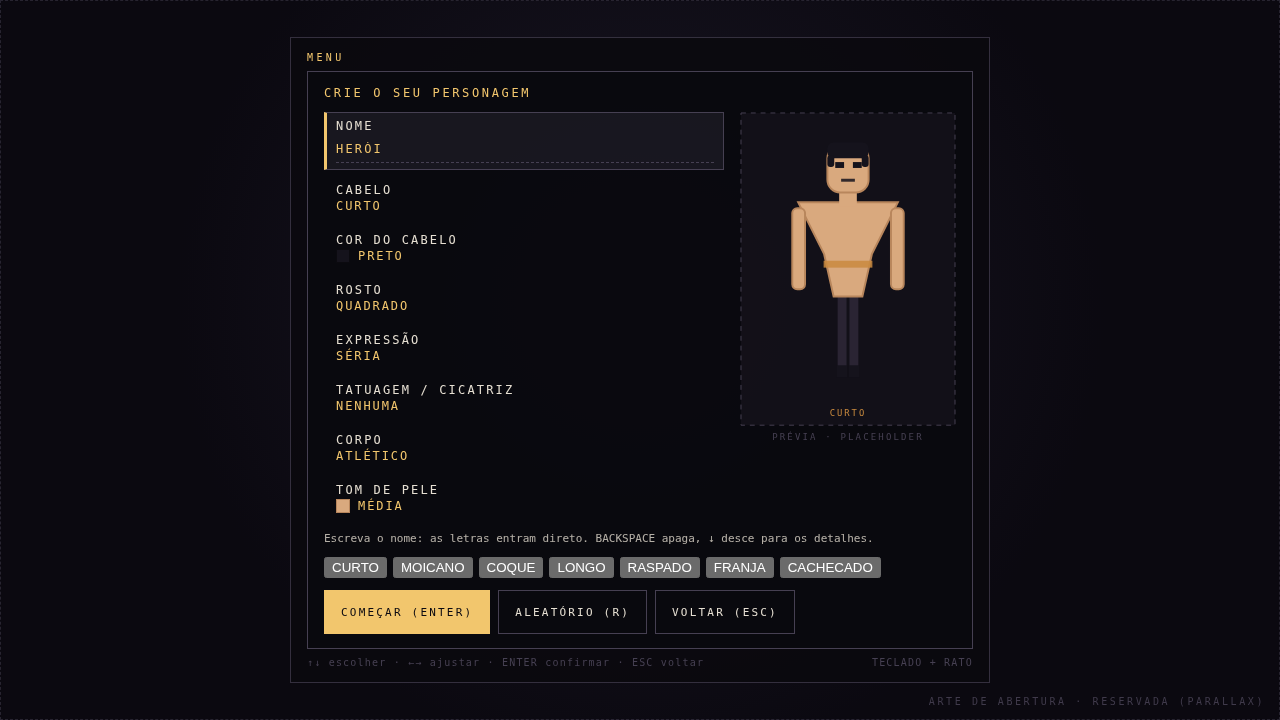 MENU
CRIE O SEU PERSONAGEM
NOME
HERÓI
CABELO
CURTO
COR DO CABELO
PRETO
ROSTO
QUADRADO
EXPRESSÃO
SÉRIA
TATUAGEM / CICATRIZ
NENHUMA
CORPO
ATLÉTICO
TOM DE PELE
MÉDIA
CURTO
PRÉVIA · PLACEHOLDER
Escreva o nome: as letras entram direto. BACKSPACE apaga, ↓ desce para os detalhes.
CURTO MOICANO COQUE LONGO RASPADO FRANJA CACHECADO
COMEÇAR (ENTER) ALEATÓRIO (R) VOLTAR (ESC)
↑↓ escolher · ←→ ajustar · ENTER confirmar · ESC voltar TECLADO + RATO
ARTE DE ABERTURA · RESERVADA (PARALLAX)